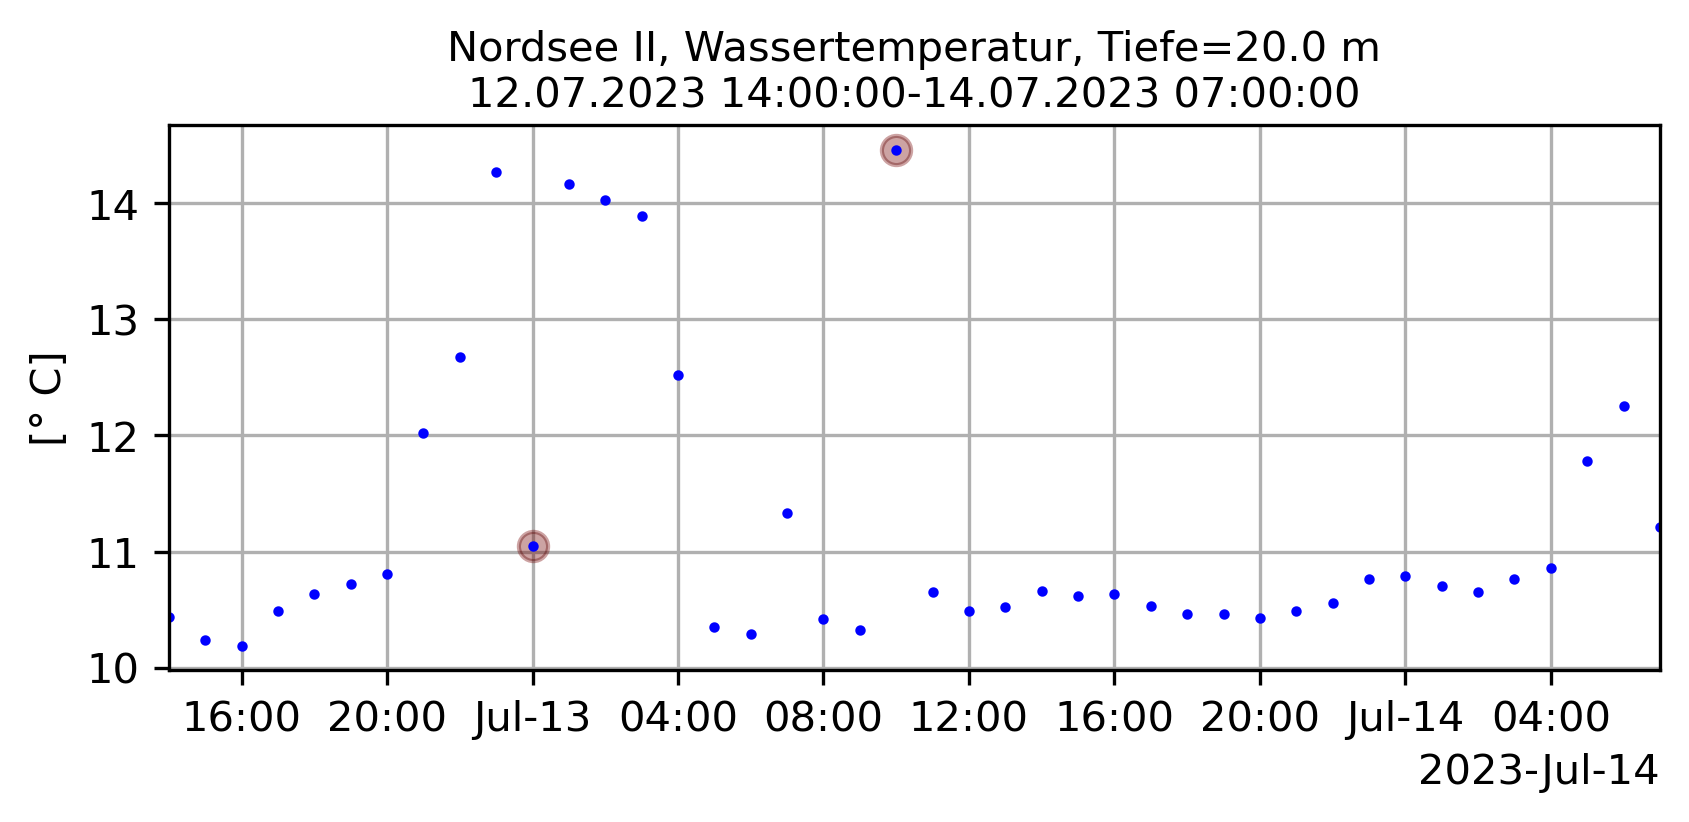 Nordsee II, Wassertemperatur, Tiefe=20.0 m
12.07.2023 14:00:00-14.07.2023 07:00:00
[° C]
14
13
12
11
10
16:00 20:00 Jul-13 04:00 08:00 12:00 16:00 20:00 Jul-14 04:00
2023-Jul-14